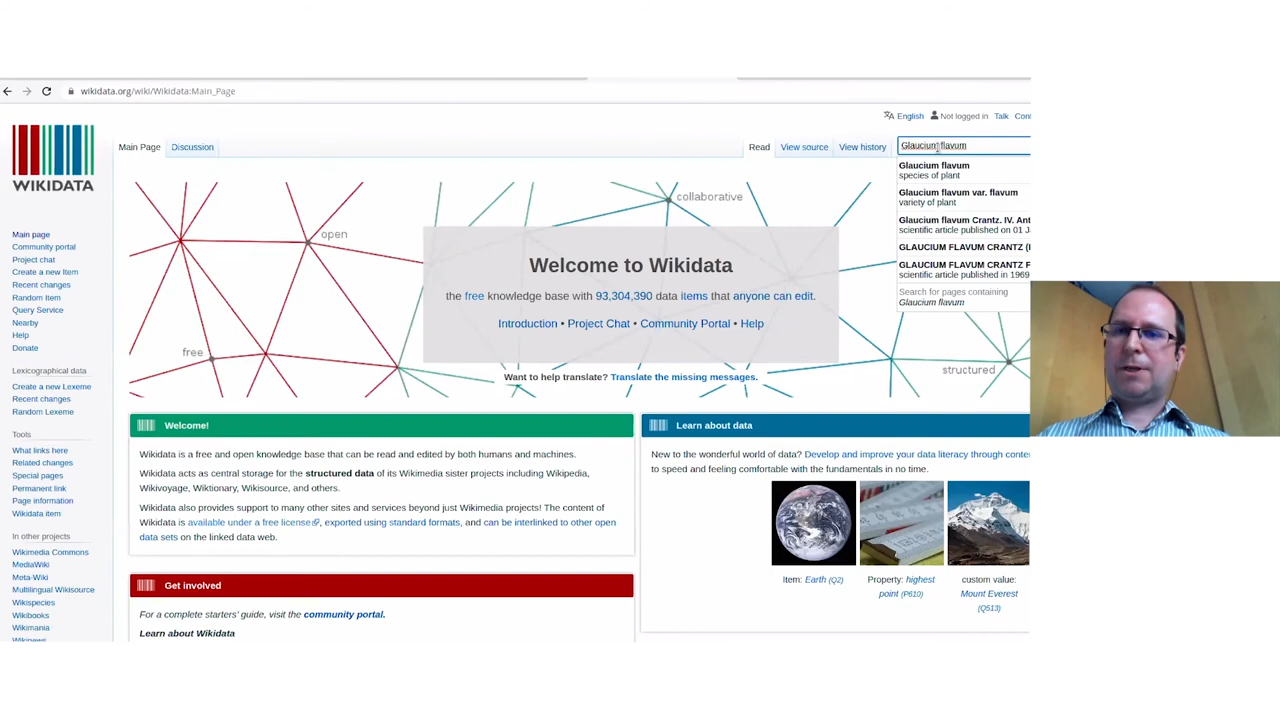 wikidata.org/wiki/Wikidata:Main_Page
English Not logged in Talk
Main Page Discussion Read View source View history
Glaucium flavum
Glaucium flavum
species of plant
Glaucium flavum var. flavum
variety of plant
Glaucium flavum Crantz. IV.
scientific article published on 01
GLAUCIUM FLAVUM CRANTZ
GLAUCIUM FLAVUM CRANTZ
scientific article published in 1969
Search for pages containing
Glaucium flavum
WIKIDATA
Main page
Community portal
Project chat
Create a new Item
Recent changes
Random Item
Query Service
Nearby
Help
Donate
Lexicographical data
Create a new Lexeme
Recent changes
Random Lexeme
Tools
What links here
Related changes
Special pages
Permanent link
Page information
Wikidata item
In other projects
Wikimedia Commons
MediaWiki
Meta-Wiki
Multilingual Wikisource
Wikispecies
Wikibooks
Wikimania
Wikinews
collaborative
open
free
structured
Welcome to Wikidata
the free knowledge base with 93,304,390 data items that anyone can edit.
Introduction • Project Chat • Community Portal • Help
Want to help translate? Translate the missing messages.
Welcome!
Wikidata is a free and open knowledge base that can be read and edited by both humans and machines.
Wikidata acts as central storage for the structured data of its Wikimedia sister projects including Wikipedia,
Wikivoyage, Wiktionary, Wikisource, and others.
Wikidata also provides support to many other sites and services beyond just Wikimedia projects! The content of
Wikidata is available under a free license, exported using standard formats, and can be interlinked to other open
data sets on the linked data web.
Get involved
For a complete starters' guide, visit the community portal.
Learn about Wikidata
Learn about data
New to the wonderful world of data? Develop and improve your data literacy through
to speed and feeling comfortable with the fundamentals in no time.
Item: Earth (Q2)
Property: highest
point (P610)
custom value:
Mount Everest
(Q513)